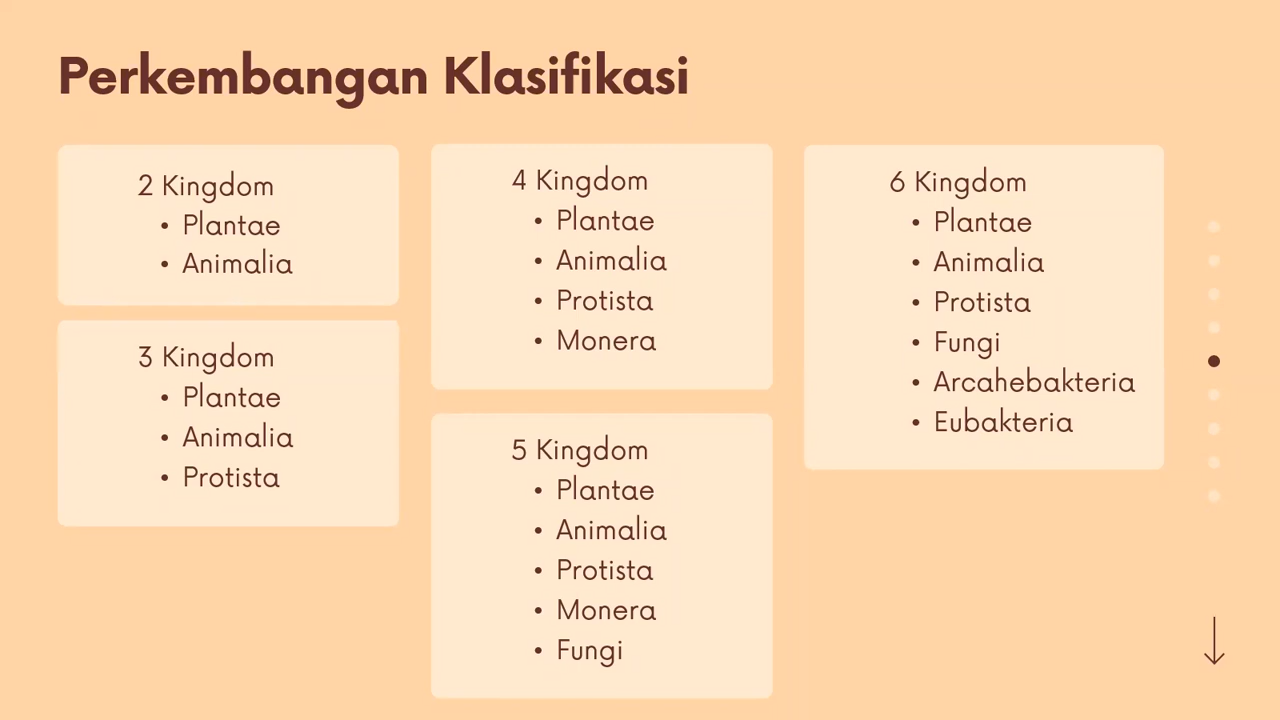 Perkembangan Klasifikasi
2 Kingdom
• Plantae
• Animalia
3 Kingdom
• Plantae
• Animalia
• Protista
4 Kingdom
• Plantae
• Animalia
• Protista
• Monera
5 Kingdom
• Plantae
• Animalia
• Protista
• Monera
• Fungi
6 Kingdom
• Plantae
• Animalia
• Protista
• Fungi
• Arcahebakteria
• Eubakteria